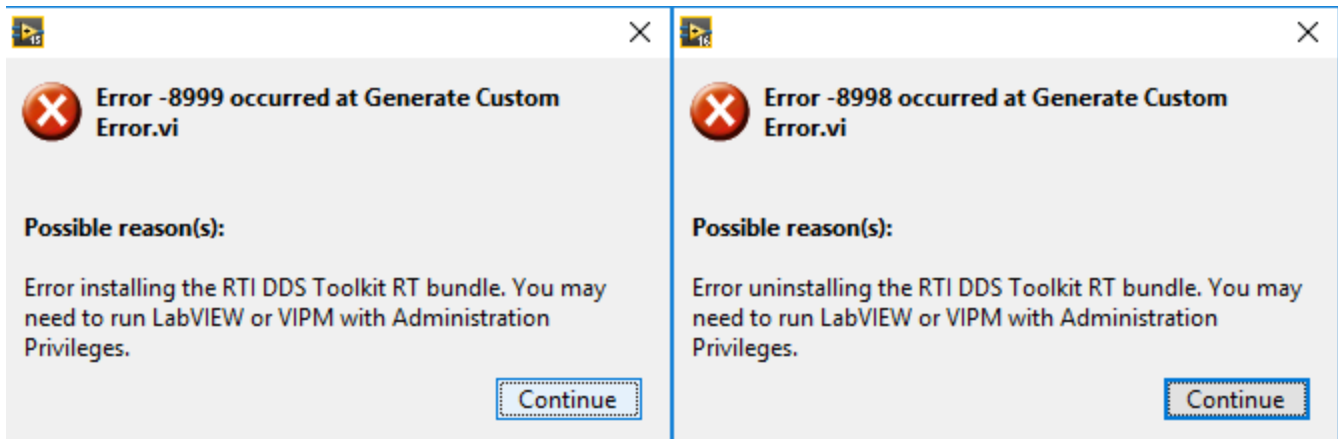 15
Error -8999 occurred at Generate Custom
Error.vi
Possible reason(s):
Error installing the RTI DDS Toolkit RT bundle. You may
need to run LabVIEW or VIPM with Administration
Privileges.
Continue
16
Error -8998 occurred at Generate Custom
Error.vi
Possible reason(s):
Error uninstalling the RTI DDS Toolkit RT bundle. You may
need to run LabVIEW or VIPM with Administration
Privileges.
Continue